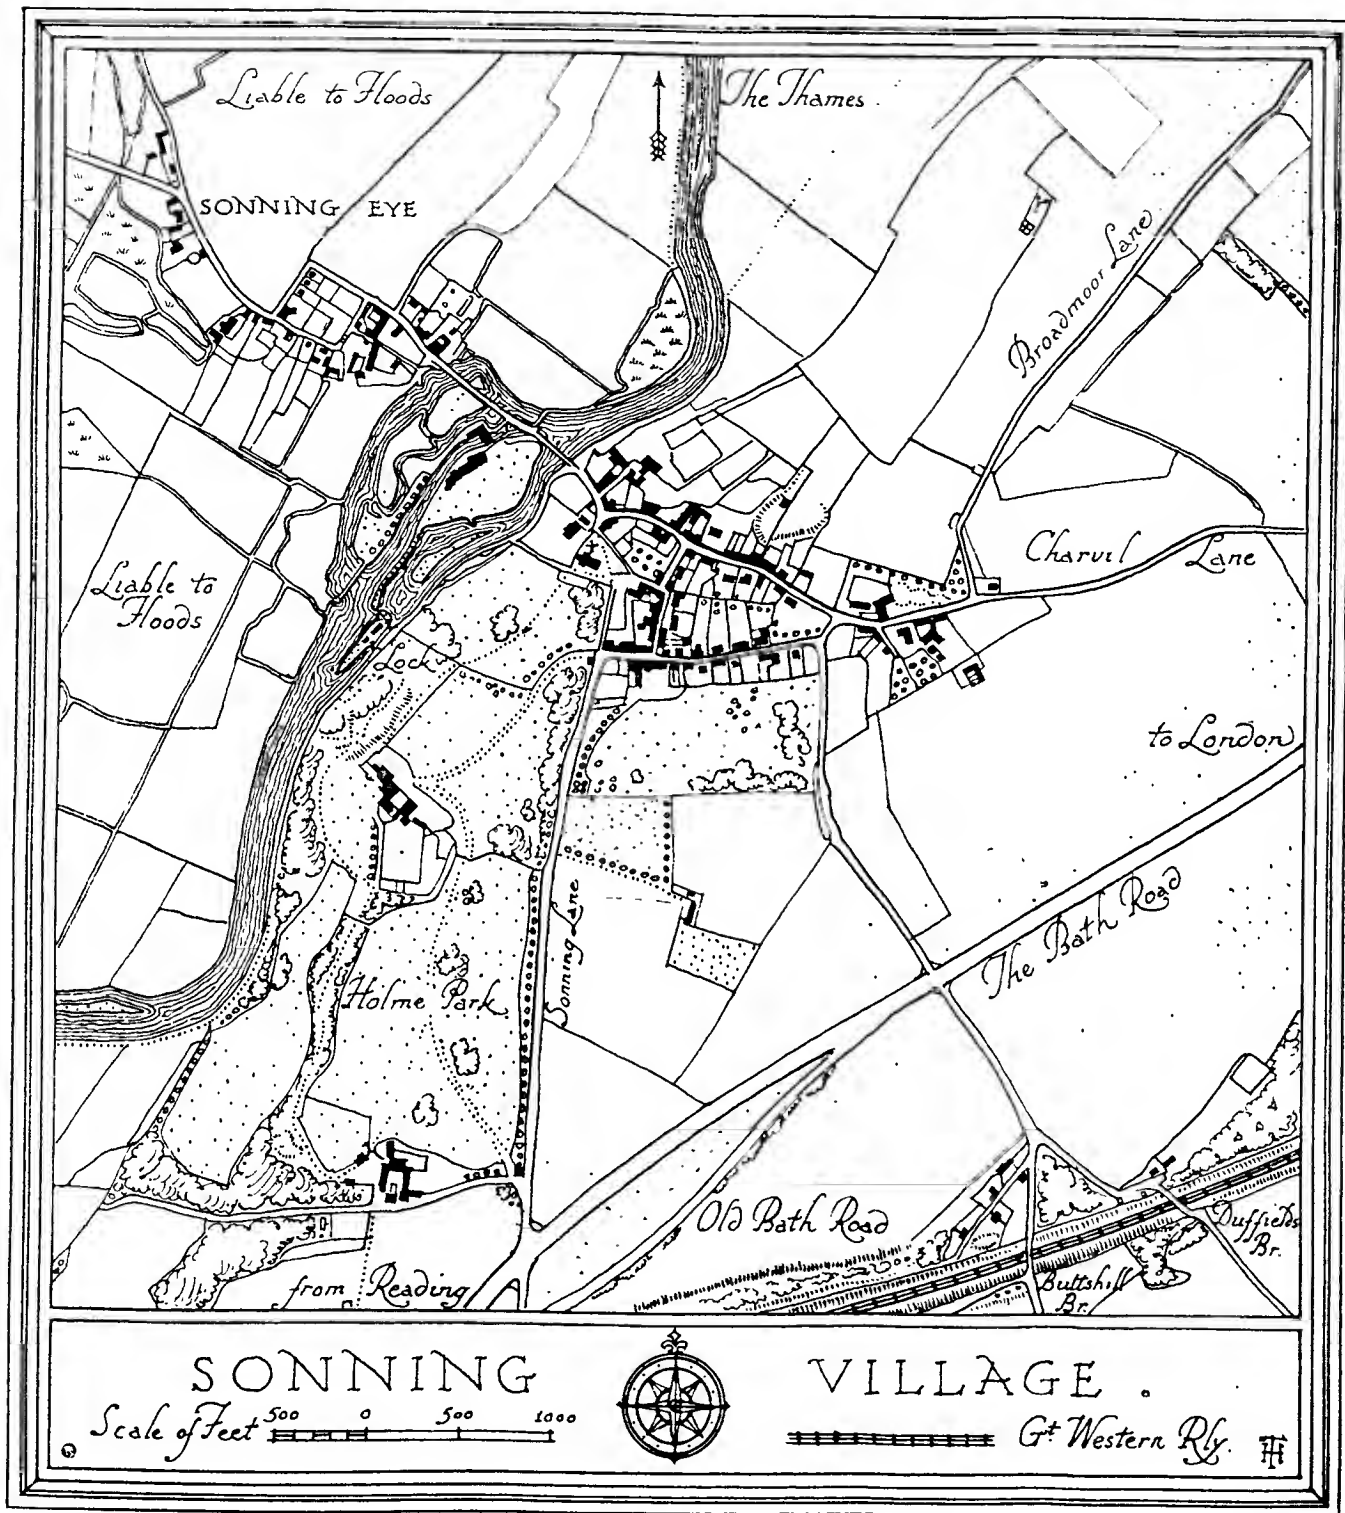 Liable to Floods
The Thames.
SONNING EYE
Broadmoor Lane
Charvil Lane
Liable to
Floods
Lock
to London
The Bath Road
Sonning Lane
Holme Park
Old Bath Road
Duffields
Br.
Buttshill
Br.
from Reading
SONNING VILLAGE.
Scale of Feet 500 0 500 1000
Gt Western Rly.